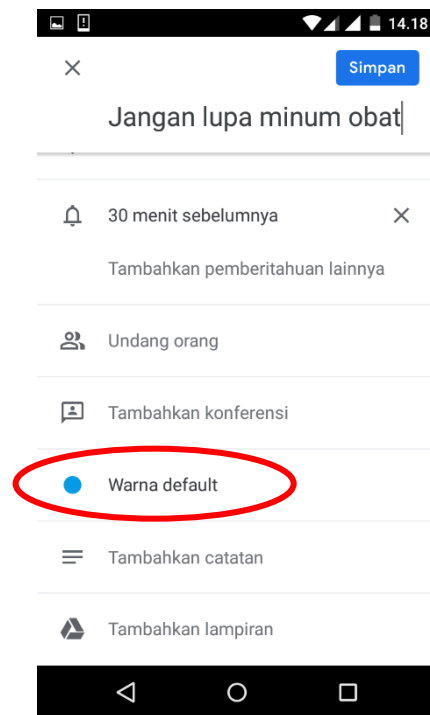 14.18
Simpan
Jangan lupa minum obat
30 menit sebelumnya
Tambahkan pemberitahuan lainnya
Undang orang
Tambahkan konferensi
Warna default
Tambahkan catatan
Tambahkan lampiran